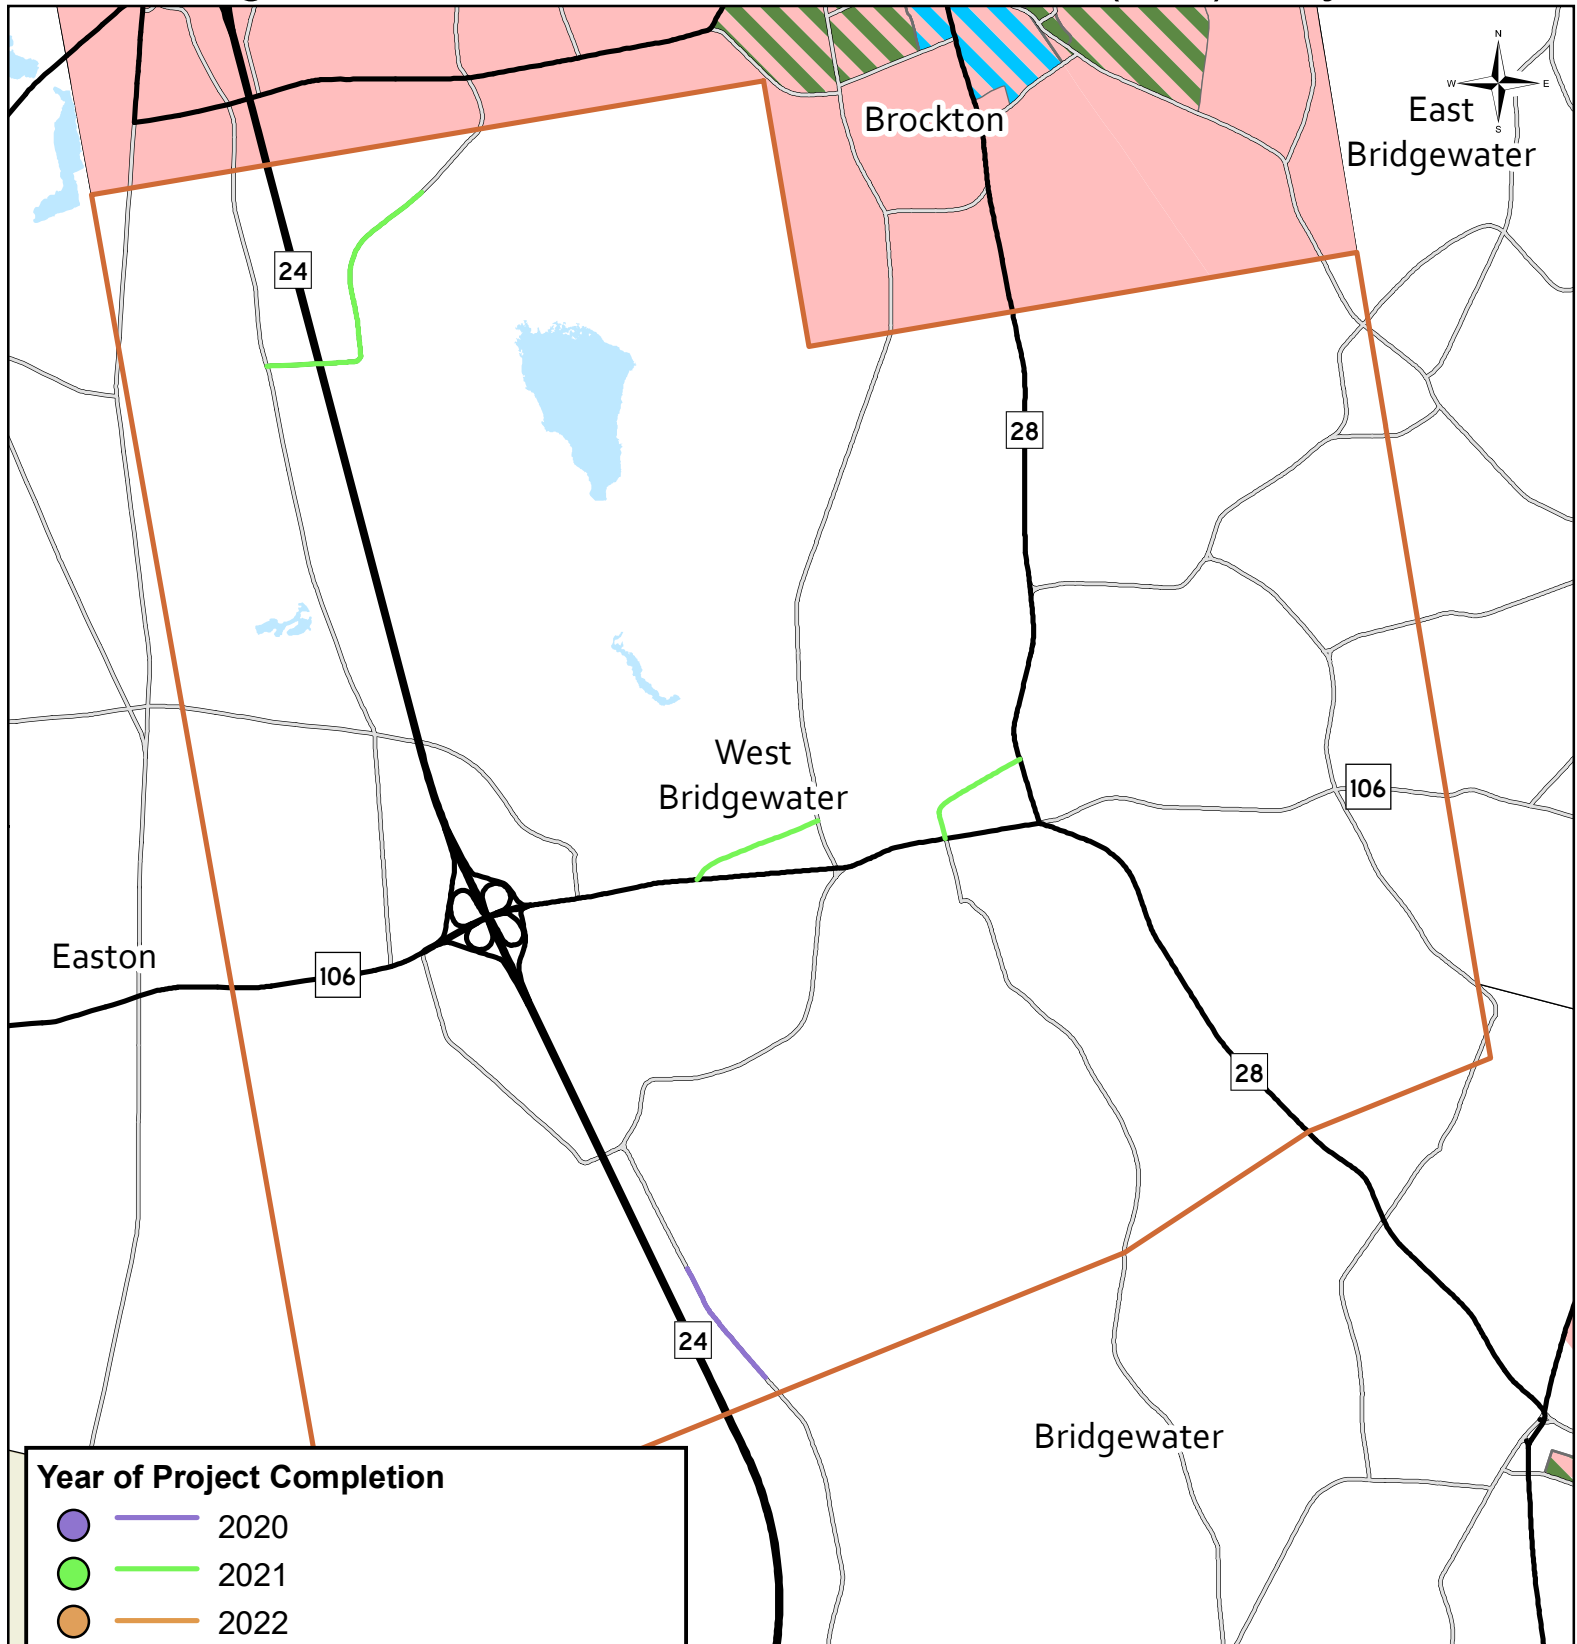 N
W
E
S
Brockton
East
Bridgewater
24
28
West
Bridgewater
106
Easton
106
28
24
Bridgewater
Year of Project Completion
2020
2021
2022